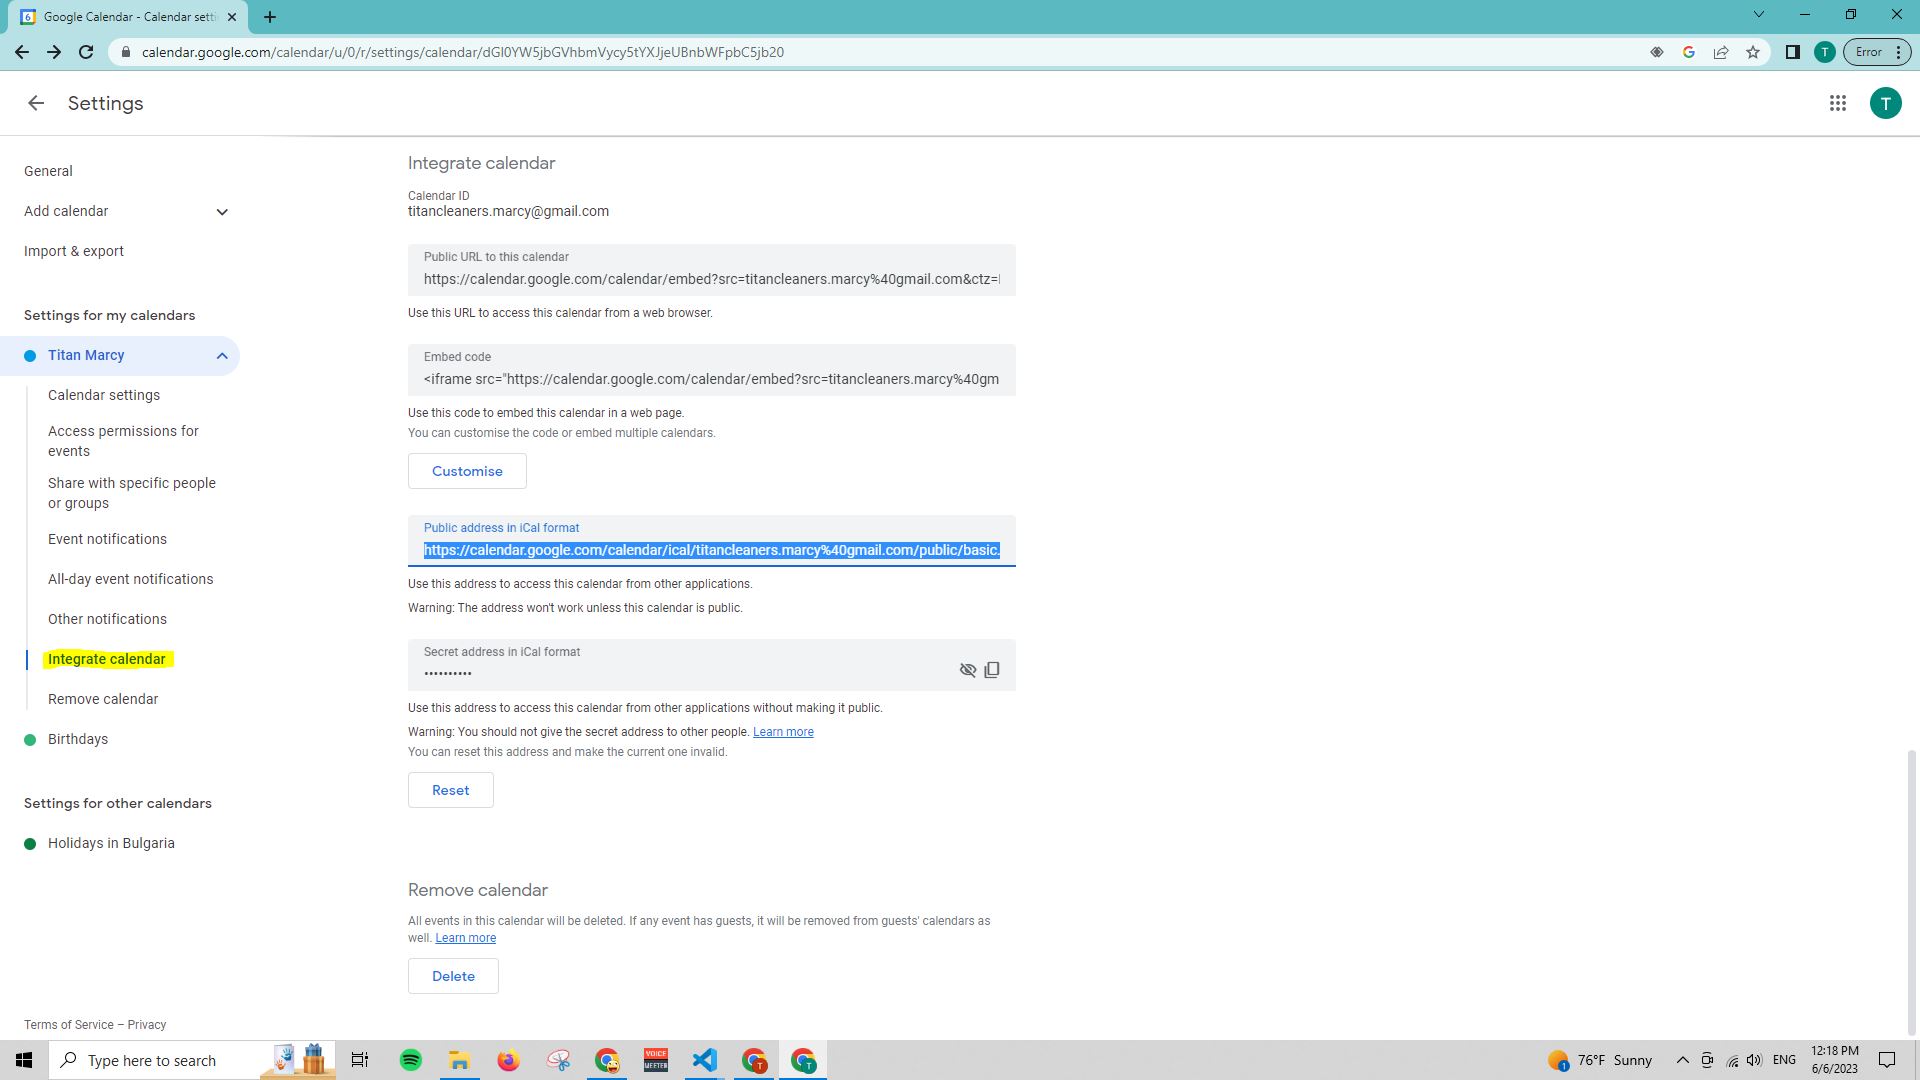 Google Calendar - Calendar setti
calendar.google.com/calendar/u/0/r/settings/calendar/dGl0YW5jbGVhbmVycy5tYXJjeUBnbWFpbC5jb20
T
Error
Settings
T
General
Add calendar
Import & export
Settings for my calendars
Titan Marcy
Calendar settings
Access permissions for
events
Share with specific people
or groups
Event notifications
All-day event notifications
Other notifications
Integrate calendar
Remove calendar
Birthdays
Settings for other calendars
Holidays in Bulgaria
Terms of Service – Privacy
Integrate calendar
Calendar ID
titancleaners.marcy@gmail.com
Public URL to this calendar
https://calendar.google.com/calendar/embed?src=titancleaners.marcy%40gmail.com&ctz=
Use this URL to access this calendar from a web browser.
Embed code
<iframe src="https://calendar.google.com/calendar/embed?src=titancleaners.marcy%40gm
Use this code to embed this calendar in a web page.
You can customise the code or embed multiple calendars.
Customise
Public address in iCal format
https://calendar.google.com/calendar/ical/titancleaners.marcy%40gmail.com/public/basic.
Use this address to access this calendar from other applications.
Warning: The address won't work unless this calendar is public.
Secret address in iCal format
••••••••••
Use this address to access this calendar from other applications without making it public.
Warning: You should not give the secret address to other people. Learn more
You can reset this address and make the current one invalid.
Reset
Remove calendar
All events in this calendar will be deleted. If any event has guests, it will be removed from guests' calendars as
well. Learn more
Delete
Type here to search
VOICE
MEETER
T
T
1
76°F Sunny
ENG
12:18 PM
6/6/2023